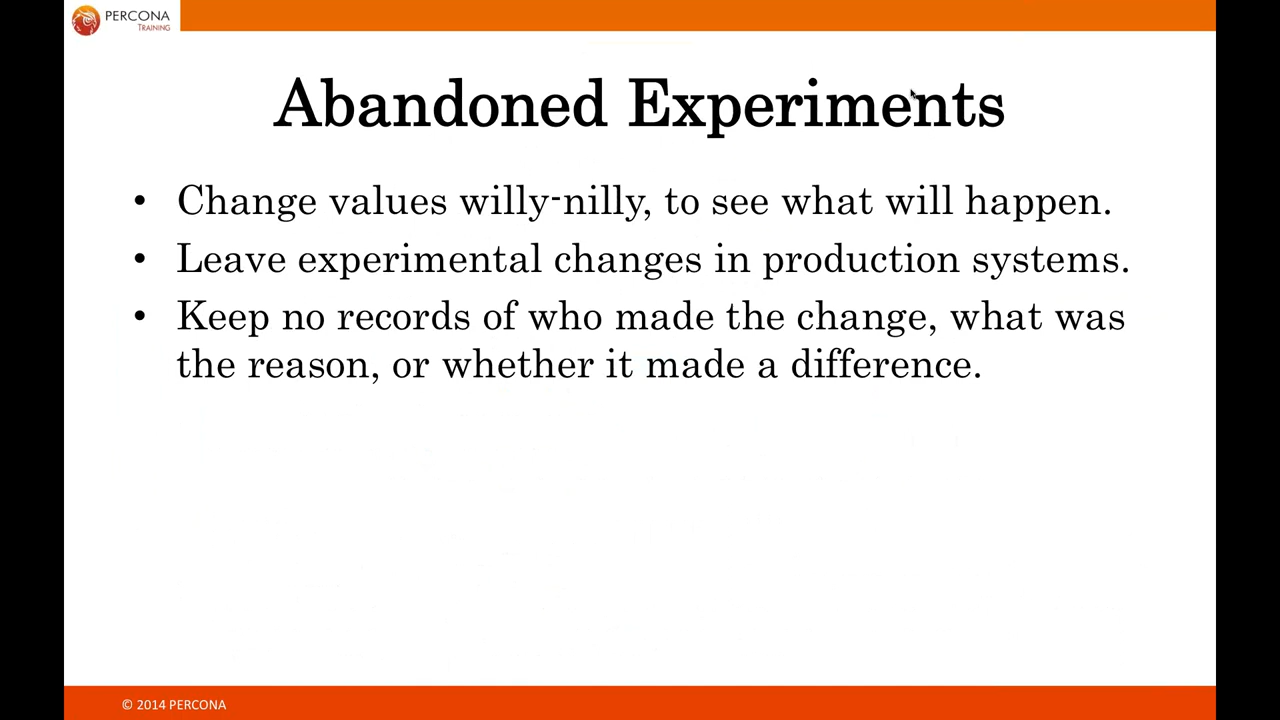 PERCONA
TRAINING
Abandoned Experiments
• Change values willy-nilly, to see what will happen.
• Leave experimental changes in production systems.
• Keep no records of who made the change, what was
the reason, or whether it made a difference.
© 2014 PERCONA